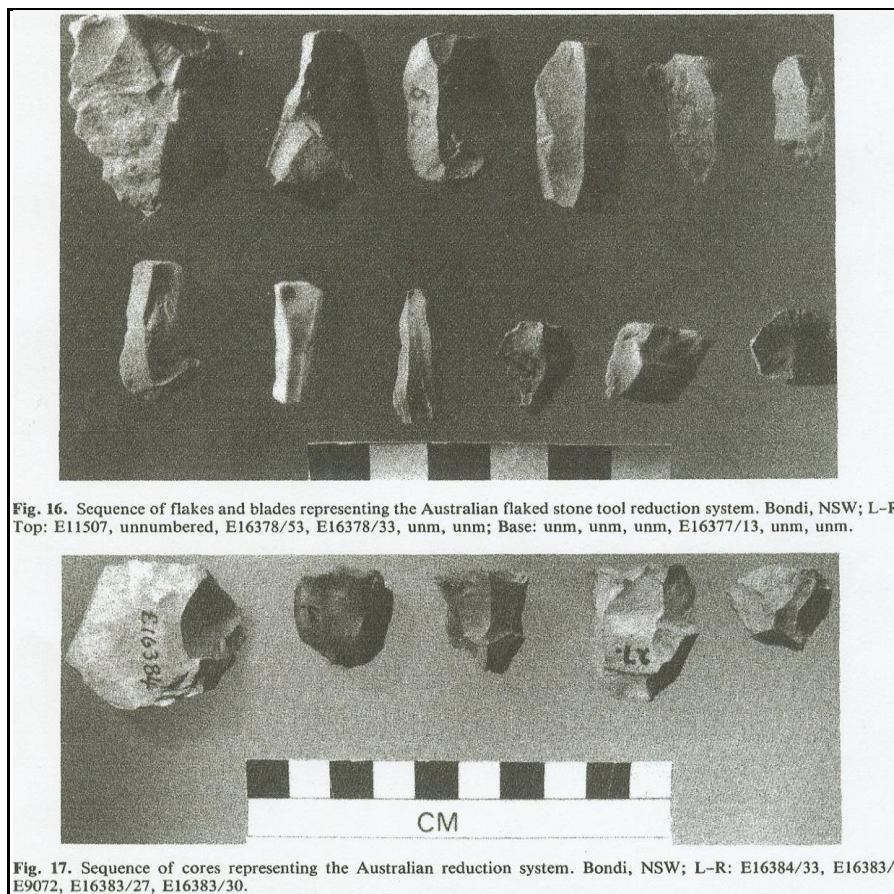 Fig. 16. Sequence of flakes and blades representing the Australian flaked stone tool reduction system. Bondi, NSW; L-R
Top: E11507, unnumbered, E16378/53, E16378/33, unm, unm; Base: unm, unm, unm, E16377/13, unm, unm.
E16384
CM
Fig. 17. Sequence of cores representing the Australian reduction system. Bondi, NSW; L-R: E16384/33, E16383/
E9072, E16383/27, E16383/30.